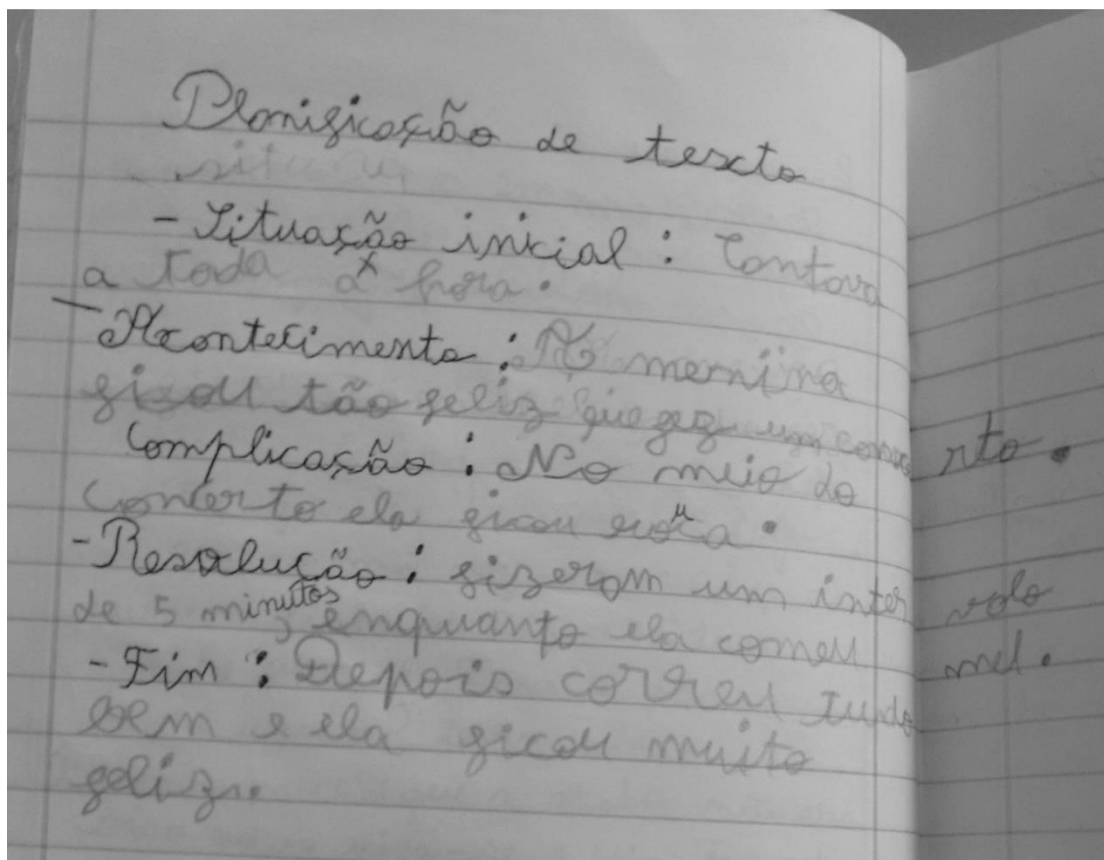 Planificação de texto
- Situação inicial : Cantava
a toda a hora.
- Acontecimento : A menina
ficou tão feliz que fez um concerto.
Complicação : No meio do
concerto ela ficou rouca.
- Resolução : fizeram um intervalo
de 5 minutos, enquanto ela comeu mel.
- Fim : Depois correu tudo
bem e ela ficou muito
feliz.